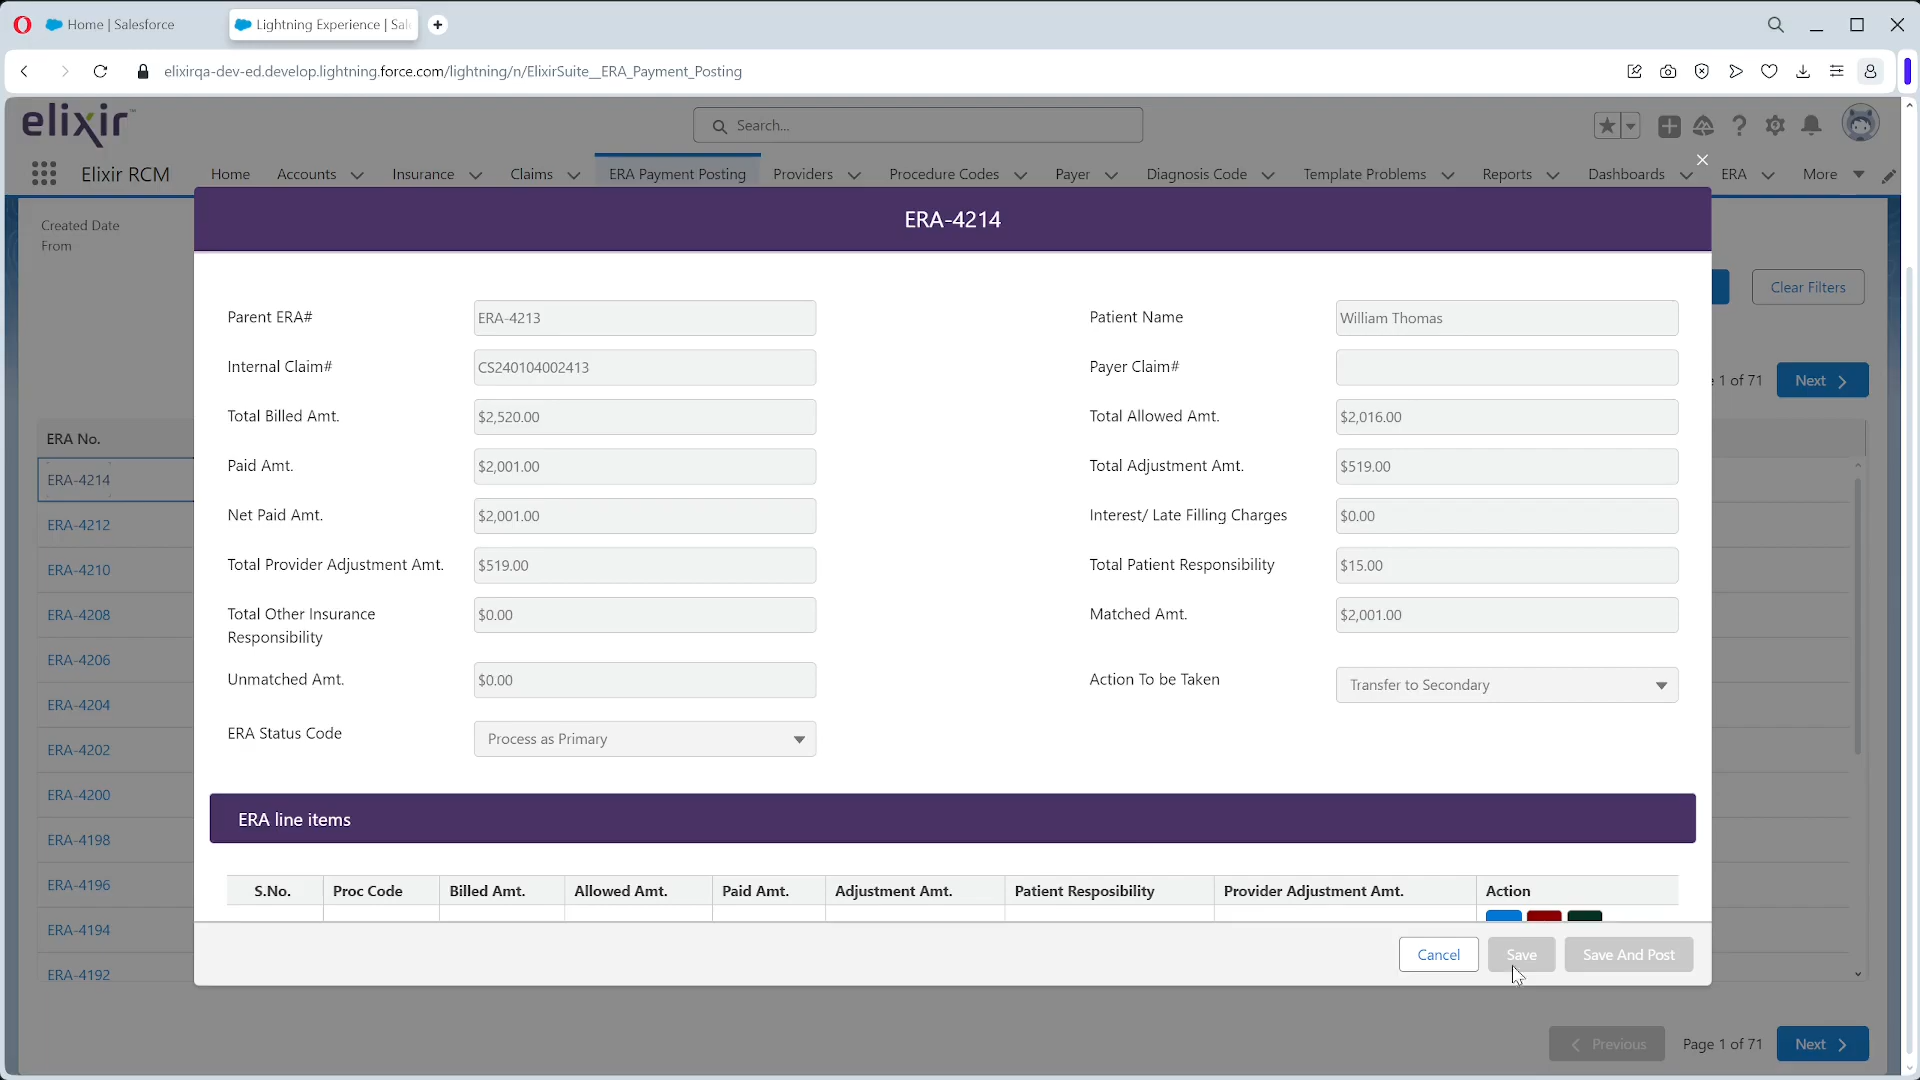 Home | Salesforce
Lightning Experience | Sal
elixirqa-dev-ed.develop.lightning.force.com/lightning/n/ElixirSuite__ERA_Payment_Posting
elixir™
Search...
Elixir RCM
Home
Accounts
Insurance
Claims
ERA Payment Posting
Providers
Procedure Codes
Payer
Diagnosis Code
Template Problems
Reports
Dashboards
ERA
More
Created Date
From
ERA-4214
Clear Filters
Parent ERA# ERA-4213
Patient Name William Thomas
Internal Claim# CS240104002413
Payer Claim#
1 of 71
Next
Total Billed Amt. $2,520.00
Total Allowed Amt. $2,016.00
ERA No.
Paid Amt. $2,001.00
Total Adjustment Amt. $519.00
ERA-4214
Net Paid Amt. $2,001.00
Interest/ Late Filling Charges $0.00
ERA-4212
Total Provider Adjustment Amt. $519.00
Total Patient Responsibility $15.00
ERA-4210
Total Other Insurance
Responsibility
$0.00
Matched Amt. $2,001.00
ERA-4208
ERA-4206
Unmatched Amt. $0.00
Action To be Taken Transfer to Secondary
ERA-4204
ERA Status Code Process as Primary
ERA-4202
ERA-4200
ERA line items
ERA-4198
S.No. Proc Code Billed Amt. Allowed Amt. Paid Amt. Adjustment Amt. Patient Resposibility Provider Adjustment Amt. Action
ERA-4196
ERA-4194
Cancel
Save
Save And Post
ERA-4192
Previous
Page 1 of 71
Next